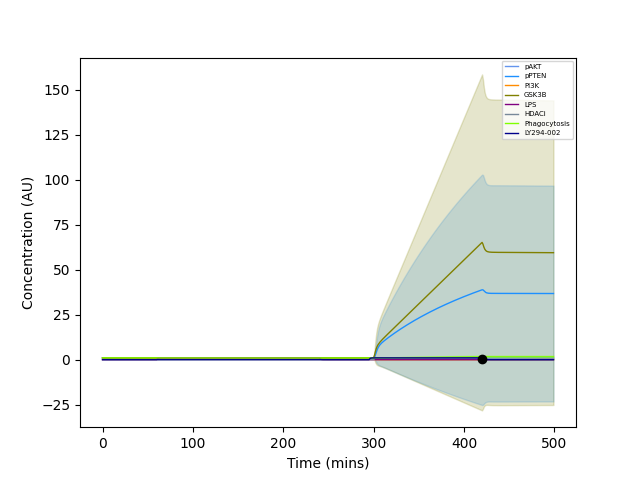 150
125
100
75
50
25
0
−25
Concentration (AU)
0
100
200
300
400
500
Time (mins)
pAKT
pPTEN
PI3K
GSK3B
LPS
HDACi
Phagocytosis
LY294-002